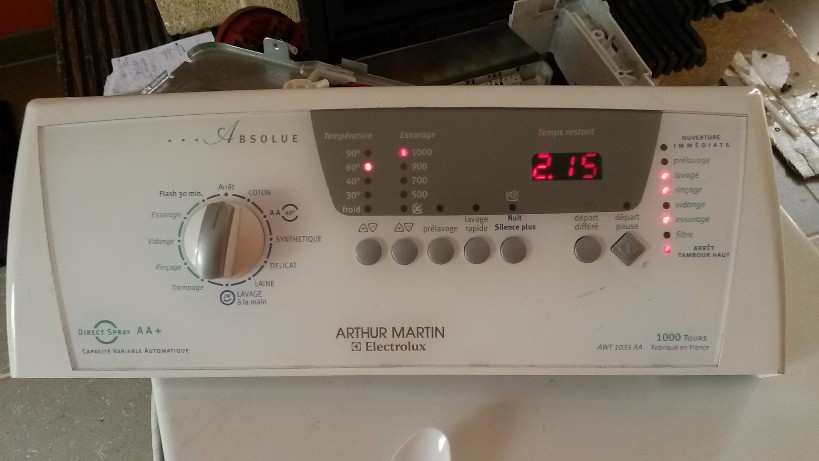 ... ABSOLUE
Température Essorage Temps restant
90° 1000
60° 900
40° 700
30° 500
froid
2.15
OUVERTURE
IMMÉDIATE
prélavage
lavage
rinçage
vidange
essorage
filtre
ARRÊT
TAMBOUR HAUT
Arrêt
COTON
AA 40°
SYNTHETIQUE
DELICAT
LAINE
LAVAGE
à la main
Trempage
Rinçage
Vidange
Essorage
Flash 30 min.
prélavage
lavage
rapide
Nuit
Silence plus
départ
différé
départ
pause
DIRECT SPRAY AA+
CAPACITÉ VARIABLE AUTOMATIQUE
ARTHUR MARTIN
Electrolux
1000 TOURS
AWT 1035 AA Fabriqué en France